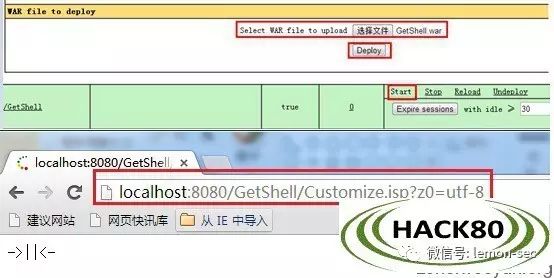 WAR file to deploy
Select WAR file to upload 选择文件 GetShell.war
Deploy
/GetShell true 0 Start Stop Reload Undeploy
Expire sessions with idle ≥ 30
localhost:8080/GetShell
localhost:8080/GetShell/Customize.jsp?z0=utf-8
建议网站 网页快讯库 从 IE 中导入
->||<-
HACK80
微信号: lemon-sec